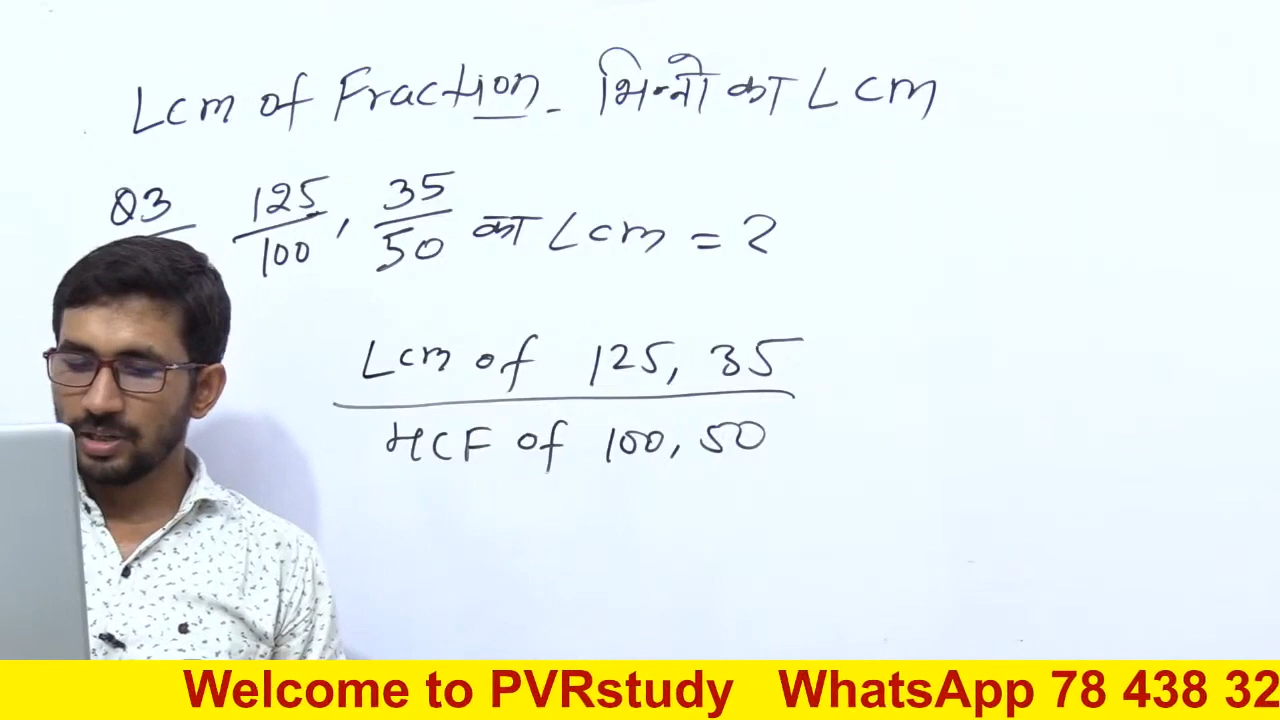 Lcm of Fraction - भिन्नो का Lcm
Q3 125/100 , 35/50 का Lcm = ?
Lcm of 125, 35
HCF of 100, 50
Welcome to PVRstudy WhatsApp 78 438 32